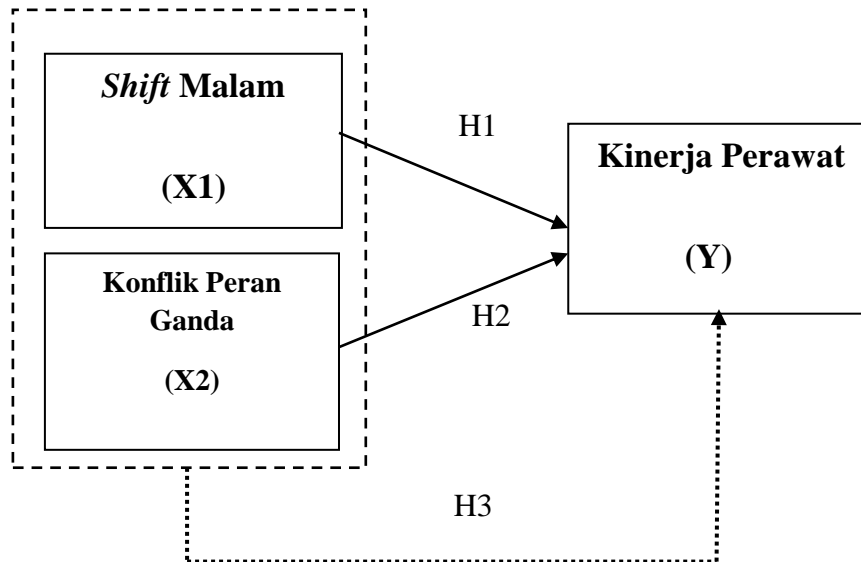 Shift Malam
(X1)
H1
Konflik Peran
Ganda
(X2)
H2
Kinerja Perawat
(Y)
H3